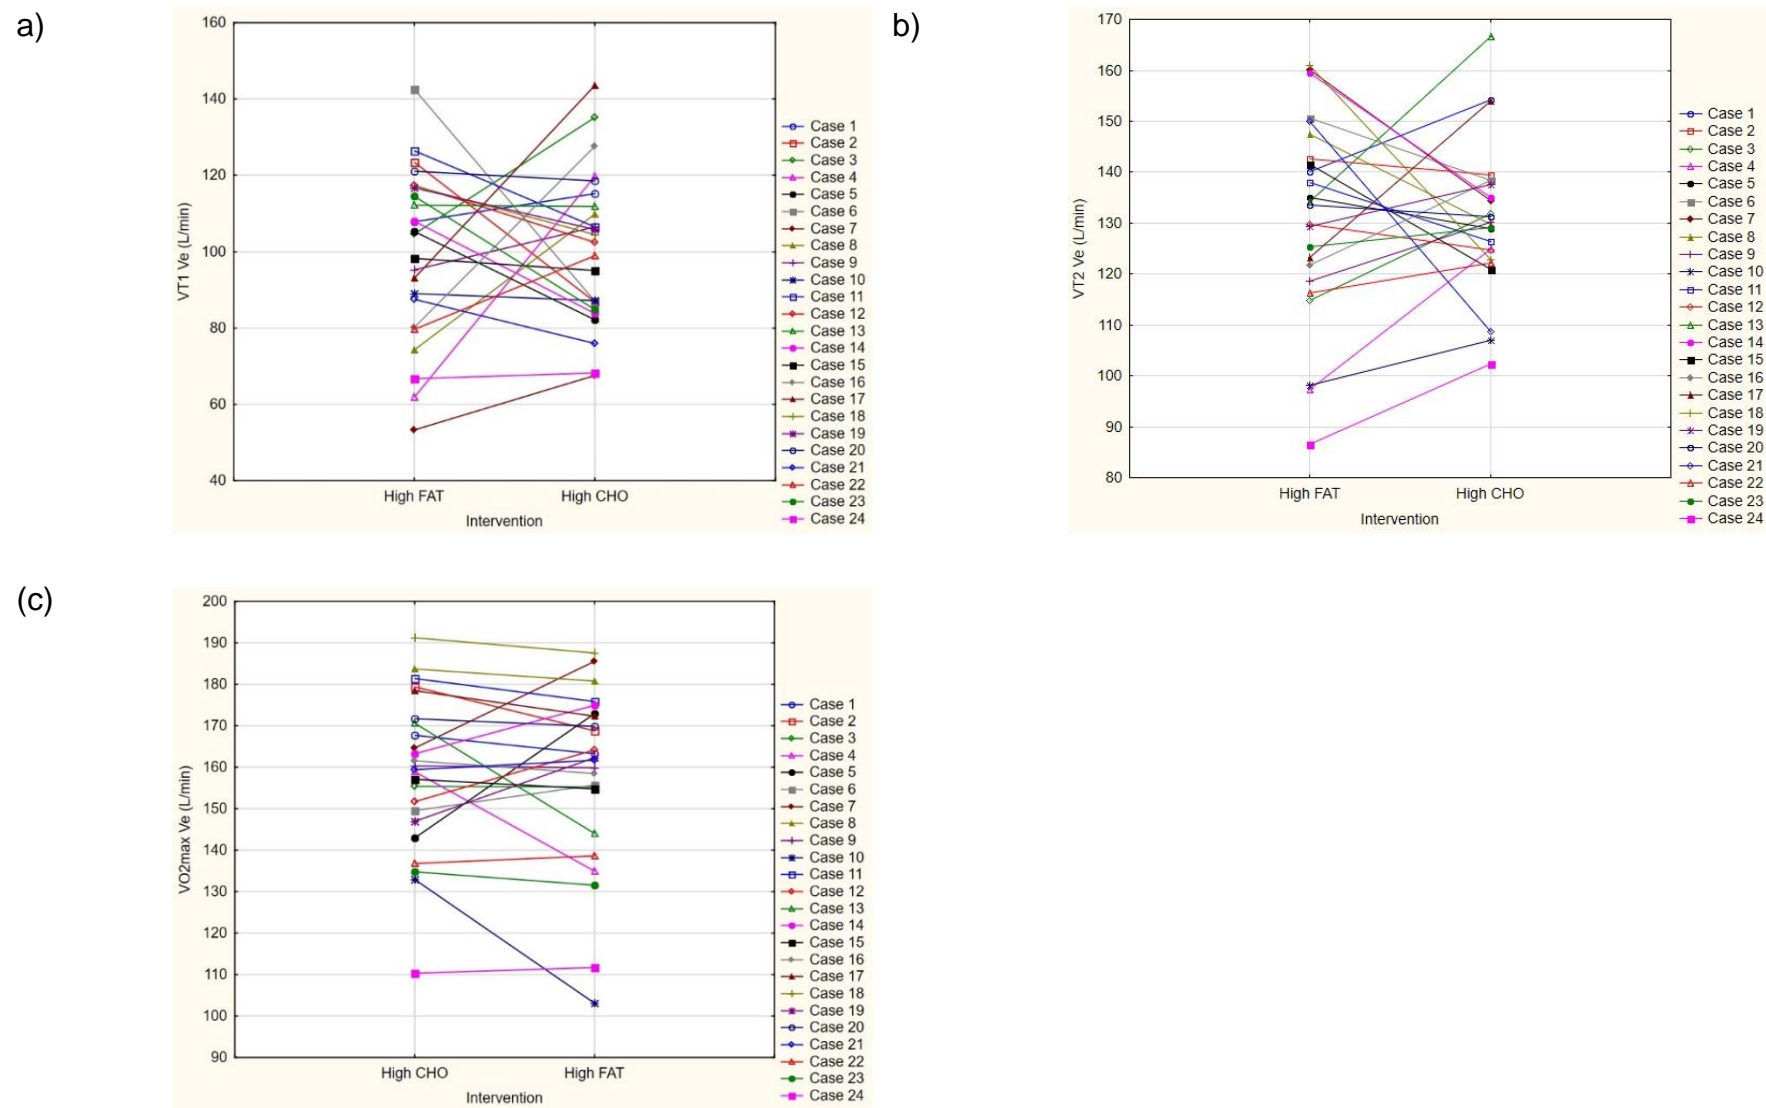 a)
160
140
120
100
80
60
40
VT1 Ve (L/min)
High FAT
High CHO
Intervention
Case 1
Case 2
Case 3
Case 4
Case 5
Case 6
Case 7
Case 8
Case 9
Case 10
Case 11
Case 12
Case 13
Case 14
Case 15
Case 16
Case 17
Case 18
Case 19
Case 20
Case 21
Case 22
Case 23
Case 24
b)
170
160
150
140
130
120
110
100
90
80
VT2 Ve (L/min)
High FAT
High CHO
Intervention
Case 1
Case 2
Case 3
Case 4
Case 5
Case 6
Case 7
Case 8
Case 9
Case 10
Case 11
Case 12
Case 13
Case 14
Case 15
Case 16
Case 17
Case 18
Case 19
Case 20
Case 21
Case 22
Case 23
Case 24
(c)
200
190
180
170
160
150
140
130
120
110
100
90
VO2max Ve (L/min)
High CHO
High FAT
Intervention
Case 1
Case 2
Case 3
Case 4
Case 5
Case 6
Case 7
Case 8
Case 9
Case 10
Case 11
Case 12
Case 13
Case 14
Case 15
Case 16
Case 17
Case 18
Case 19
Case 20
Case 21
Case 22
Case 23
Case 24